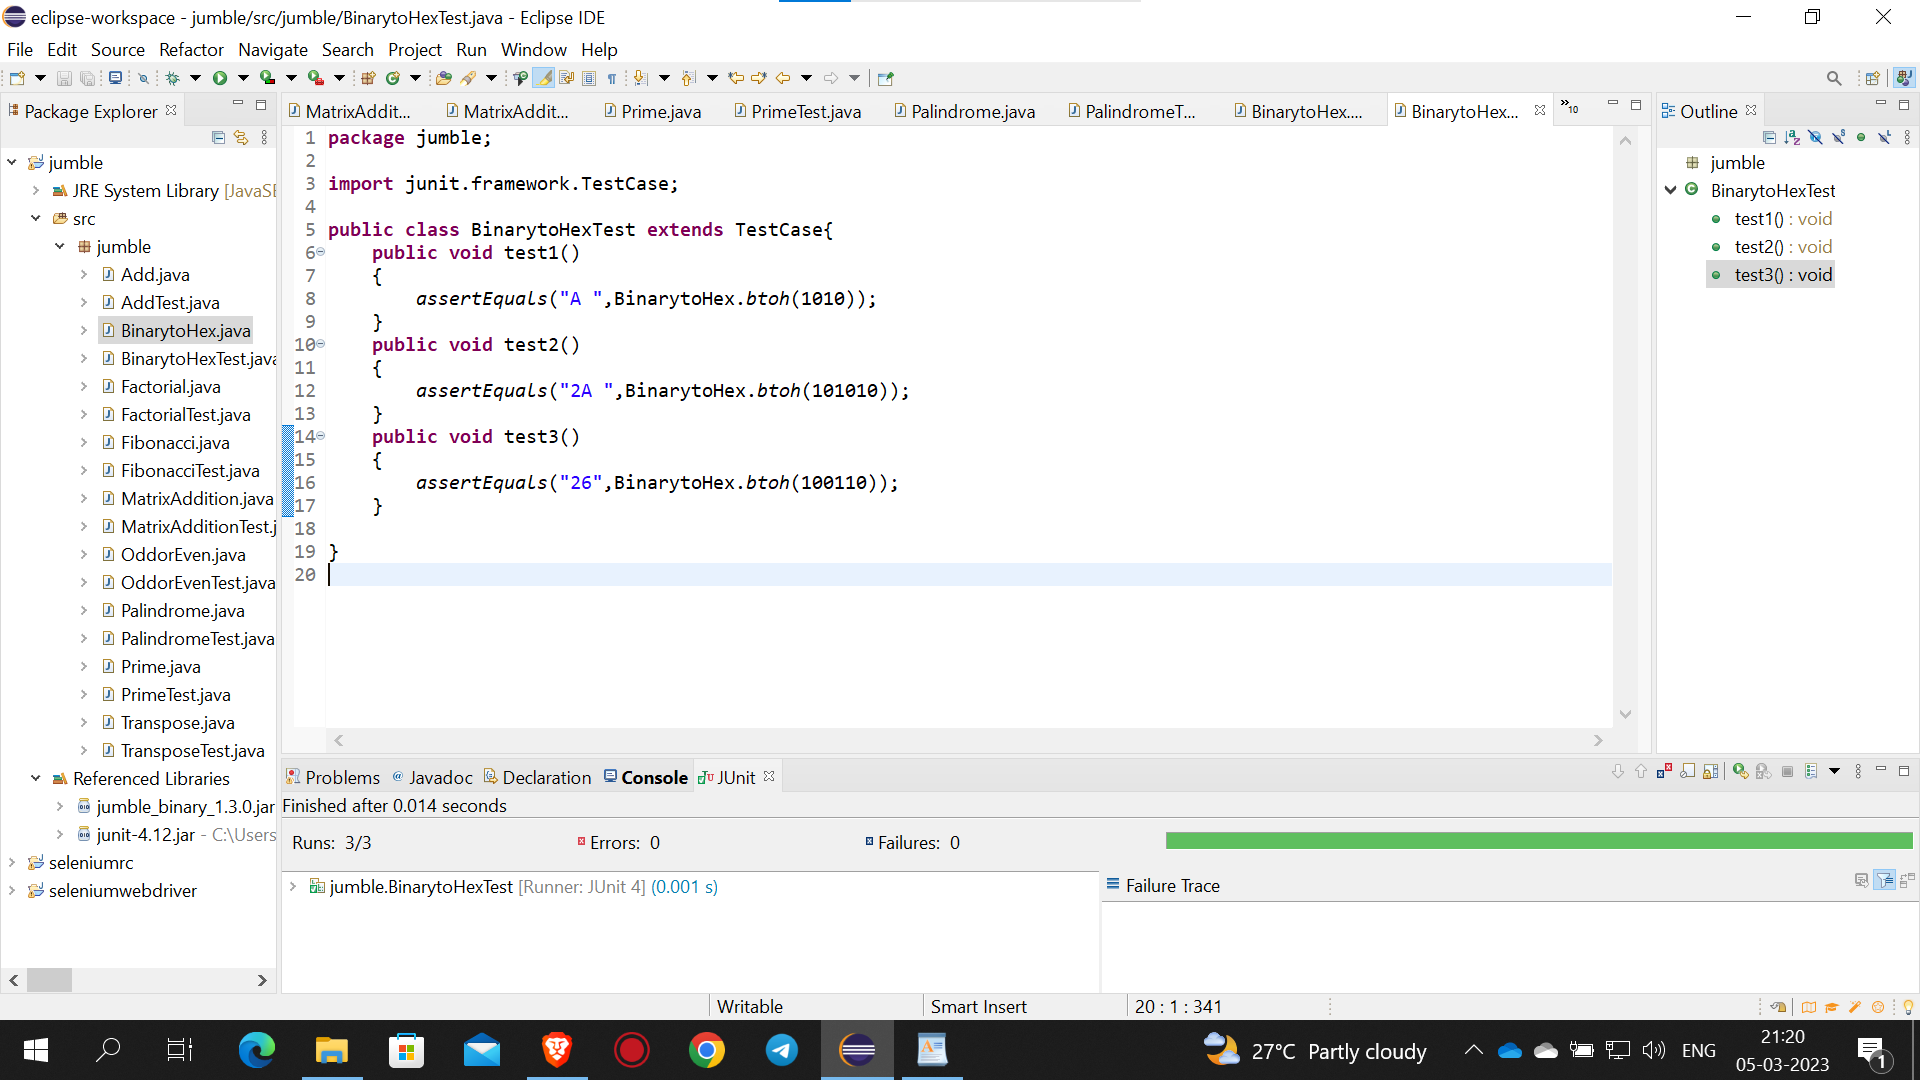 eclipse-workspace - jumble/src/jumble/BinarytoHexTest.java - Eclipse IDE
File Edit Source Refactor Navigate Search Project Run Window Help
Package Explorer
MatrixAddit... MatrixAddit... Prime.java PrimeTest.java Palindrome.java PalindromeT... BinarytoHex.... BinarytoHex... »10
Outline
jumble
JRE System Library [JavaSE
src
jumble
Add.java
AddTest.java
BinarytoHex.java
BinarytoHexTest.java
Factorial.java
FactorialTest.java
Fibonacci.java
FibonacciTest.java
MatrixAddition.java
MatrixAdditionTest.j
OddorEven.java
OddorEvenTest.java
Palindrome.java
PalindromeTest.java
Prime.java
PrimeTest.java
Transpose.java
TransposeTest.java
Referenced Libraries
jumble_binary_1.3.0.jar
junit-4.12.jar - C:\Users
seleniumrc
seleniumwebdriver
1 package jumble;
2
3 import junit.framework.TestCase;
4
5 public class BinarytoHexTest extends TestCase{
6 public void test1()
7 {
8 assertEquals("A ",BinarytoHex.btoh(1010));
9 }
10 public void test2()
11 {
12 assertEquals("2A ",BinarytoHex.btoh(101010));
13 }
14 public void test3()
15 {
16 assertEquals("26",BinarytoHex.btoh(100110));
17 }
18
19 }
20
jumble
BinarytoHexTest
test1() : void
test2() : void
test3() : void
Problems @ Javadoc Declaration Console JUnit
Finished after 0.014 seconds
Runs: 3/3 Errors: 0 Failures: 0
jumble.BinarytoHexTest [Runner: JUnit 4] (0.001 s)
Failure Trace
Writable Smart Insert 20 : 1 : 341
27°C Partly cloudy ENG 21:20
05-03-2023
1